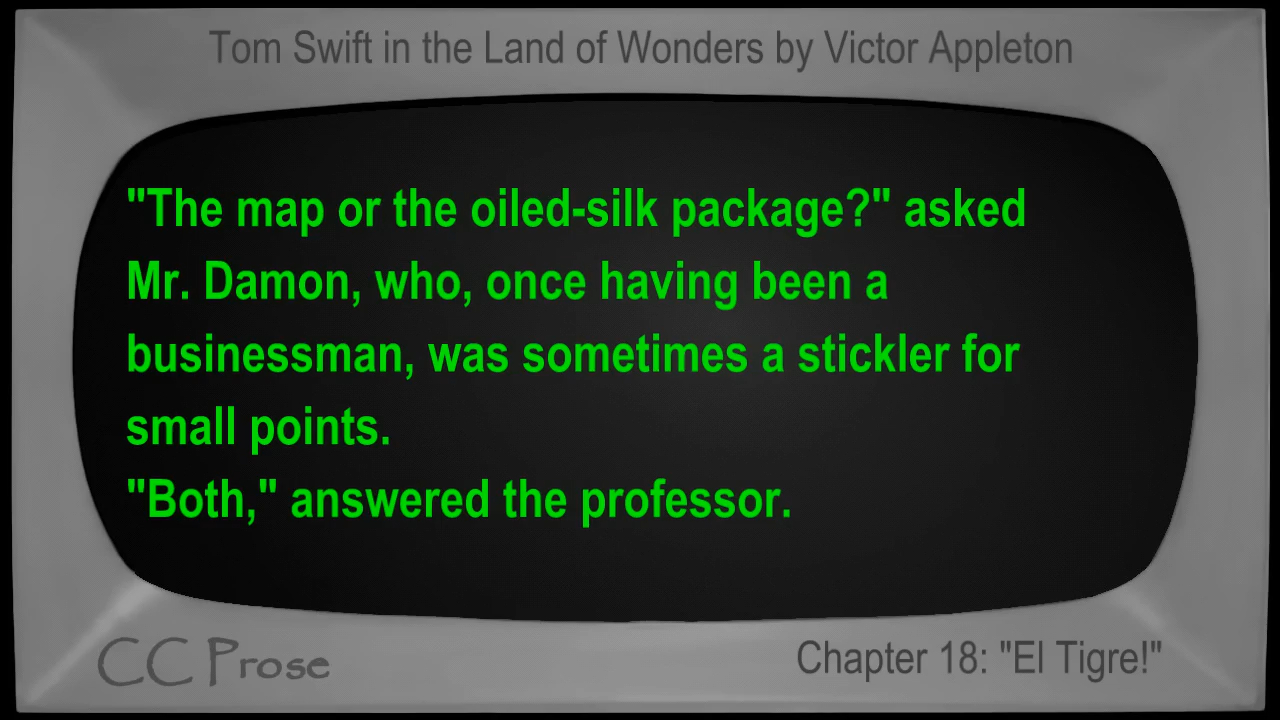 Tom Swift in the Land of Wonders by Victor Appleton
"The map or the oiled-silk package?" asked
Mr. Damon, who, once having been a
businessman, was sometimes a stickler for
small points.
"Both," answered the professor.
CC Prose
Chapter 18: "El Tigre!"